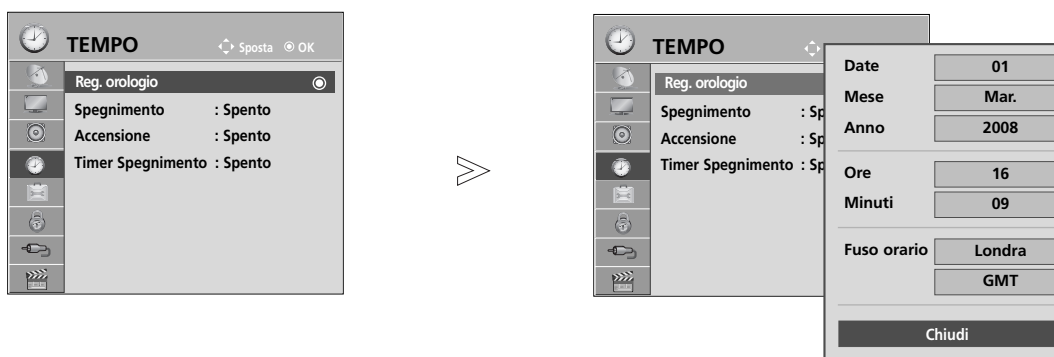 TEMPO Sposta OK
Reg. orologio
Spegnimento : Spento
Accensione : Spento
Timer Spegnimento : Spento
TEMPO
Reg. orologio
Spegnimento : Sp
Accensione : Sp
Timer Spegnimento : Sp
Date 01
Mese Mar.
Anno 2008
Ore 16
Minuti 09
Fuso orario Londra
GMT
Chiudi